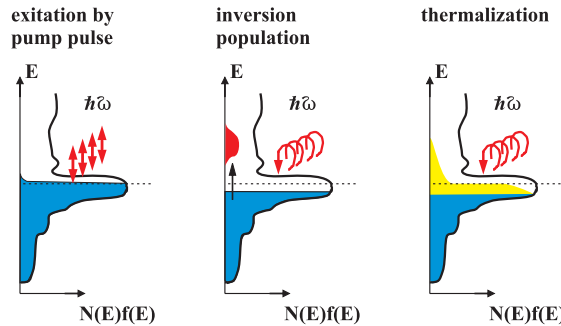 exitation by
pump pulse
inversion
population
thermalization
E
E
E
ħω
ħω
ħω
N(E)f(E)
N(E)f(E)
N(E)f(E)